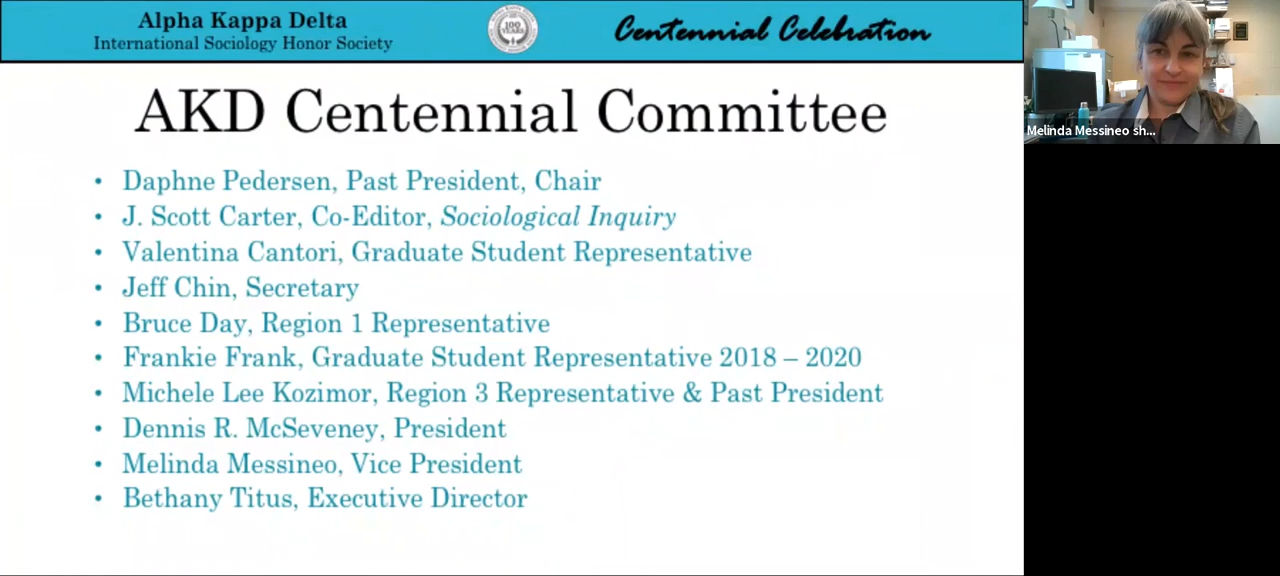 Alpha Kappa Delta
International Sociology Honor Society
100
YEARS
Centennial Celebration
Melinda Messineo sh...
AKD Centennial Committee
• Daphne Pedersen, Past President, Chair
• J. Scott Carter, Co-Editor, Sociological Inquiry
• Valentina Cantori, Graduate Student Representative
• Jeff Chin, Secretary
• Bruce Day, Region 1 Representative
• Frankie Frank, Graduate Student Representative 2018 – 2020
• Michele Lee Kozimor, Region 3 Representative & Past President
• Dennis R. McSeveney, President
• Melinda Messineo, Vice President
• Bethany Titus, Executive Director